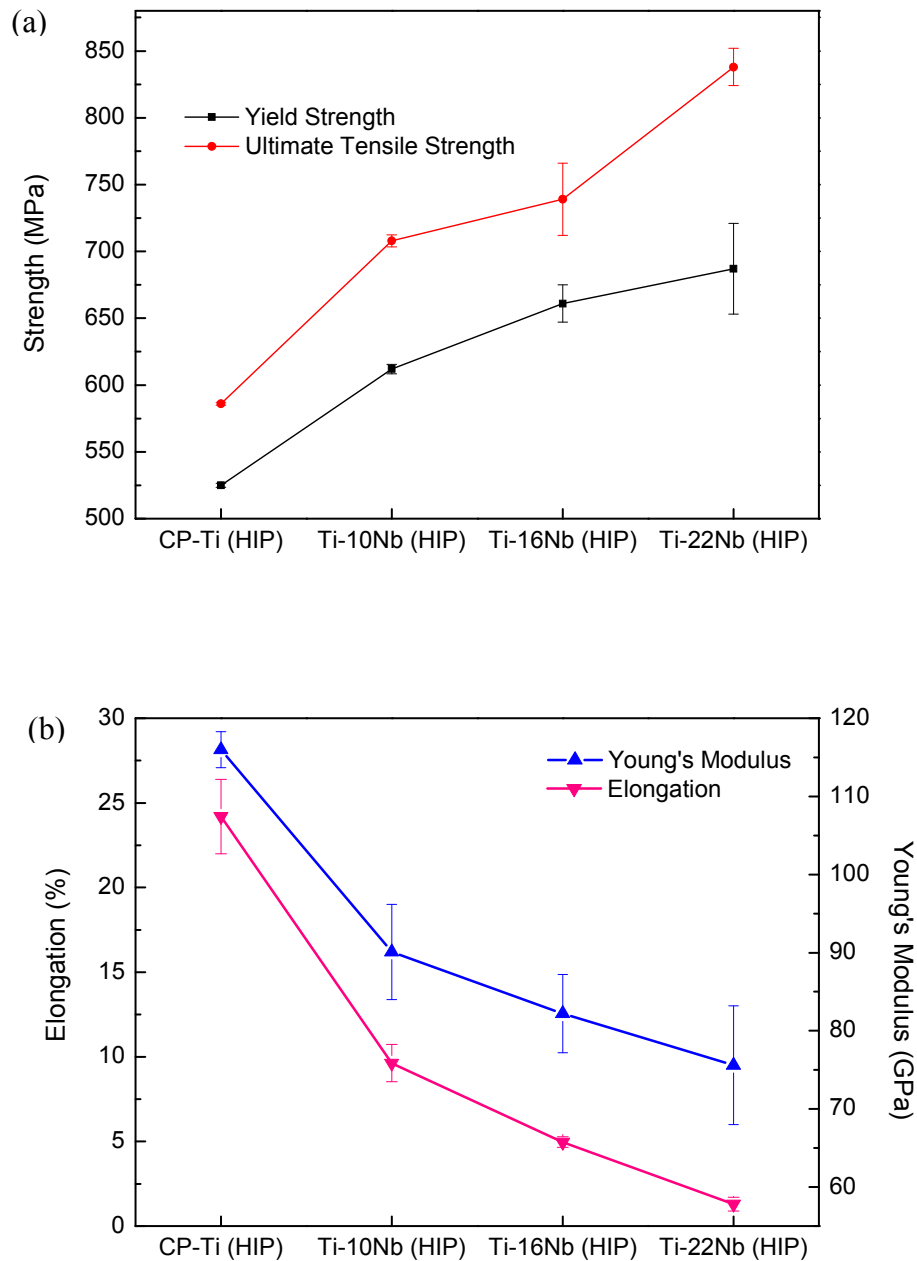 (a)
850
800
750
700
650
600
550
500
Strength (MPa)
Yield Strength
Ultimate Tensile Strength
CP-Ti (HIP) Ti-10Nb (HIP) Ti-16Nb (HIP) Ti-22Nb (HIP)
(b)
30
25
20
15
10
5
0
Elongation (%)
Young's Modulus
Elongation
120
110
100
90
80
70
60
Young's Modulus (GPa)
CP-Ti (HIP) Ti-10Nb (HIP) Ti-16Nb (HIP) Ti-22Nb (HIP)